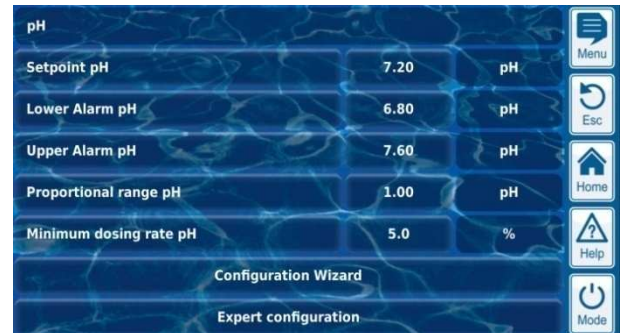 pH
Setpoint pH 7.20 pH
Lower Alarm pH 6.80 pH
Upper Alarm pH 7.60 pH
Proportional range pH 1.00 pH
Minimum dosing rate pH 5.0 %
Configuration Wizard
Expert configuration
Menu
Esc
Home
Help
Mode